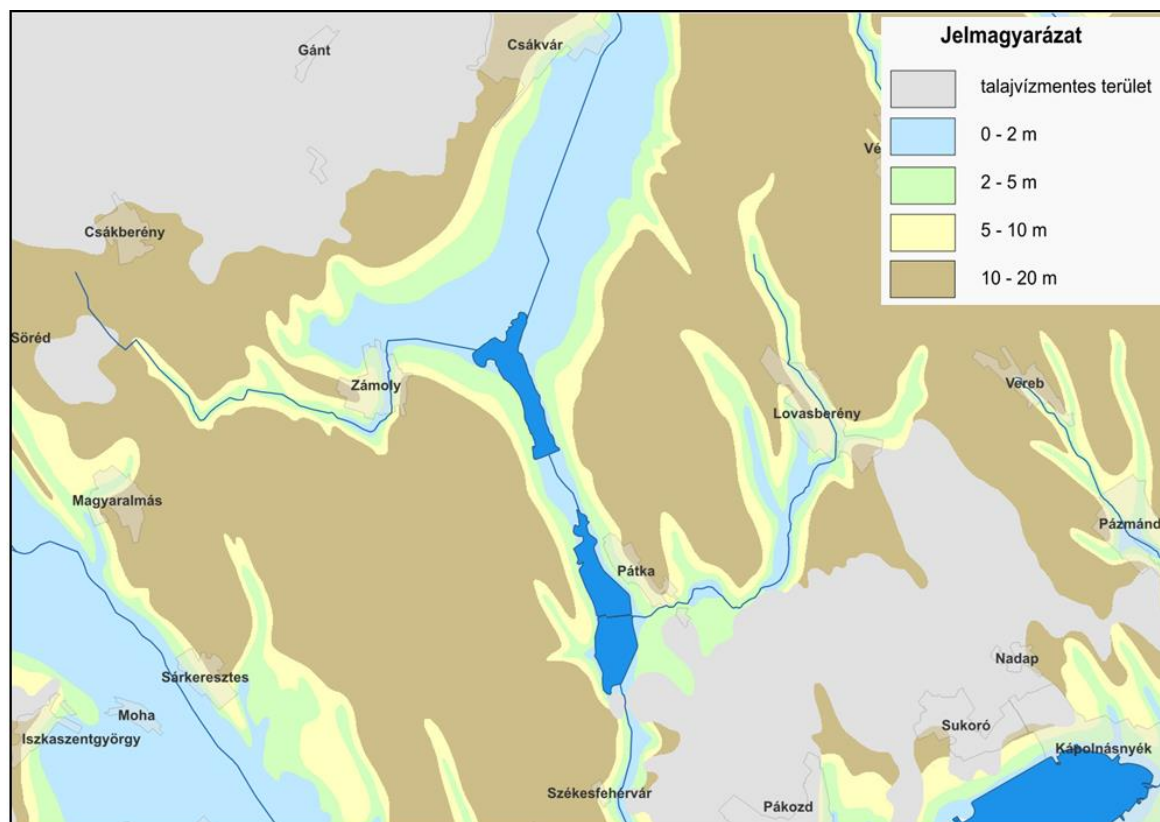 Gánt
Csákvár
Jelmagyarázat
talajvízmentes terület
0 - 2 m
2 - 5 m
5 - 10 m
10 - 20 m
Vé
Csákberény
Söréd
Zámoly
Lovasberény
Vereb
Magyaralmás
Pázmánd
Pátka
Sárkeresztes
Moha
Iszkaszentgyörgy
Nadap
Sukoró
Kápolnásnyék
Székesfehérvár
Pákozd